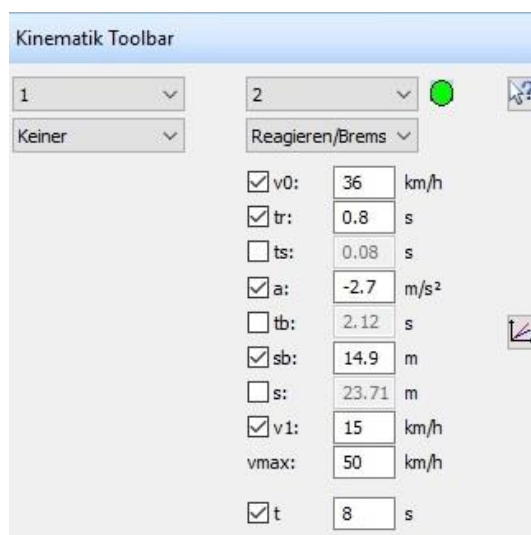 Kinematik Toolbar
1 2
Keiner Reagieren/Brems
v0: 36 km/h
tr: 0.8 s
ts: 0.08 s
a: -2.7 m/s²
tb: 2.12 s
sb: 14.9 m
s: 23.71 m
v1: 15 km/h
vmax: 50 km/h
t 8 s